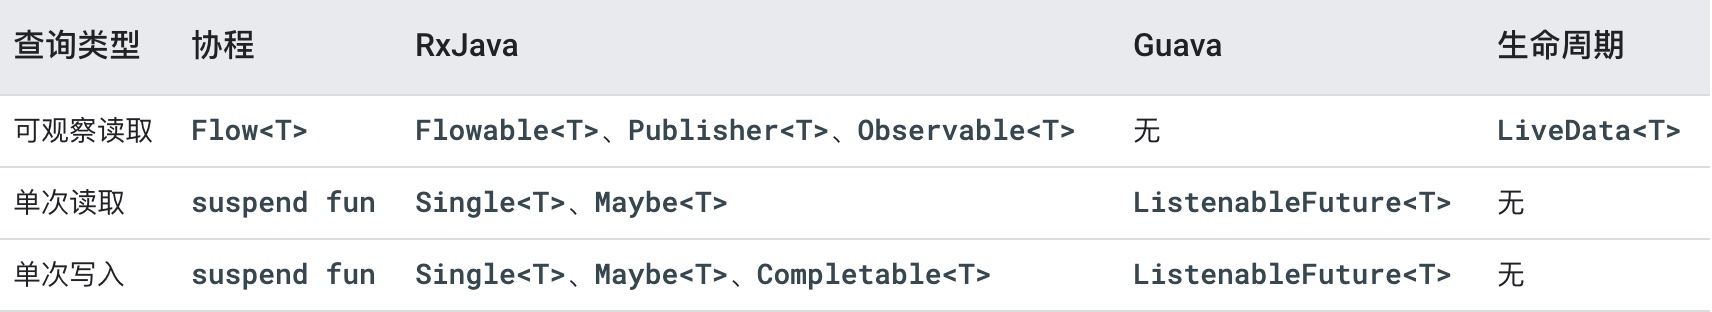 查询类型 协程 RxJava Guava 生命周期
可观察读取 Flow<T> Flowable<T>、Publisher<T>、Observable<T> 无 LiveData<T>
单次读取 suspend fun Single<T>、Maybe<T> ListenableFuture<T> 无
单次写入 suspend fun Single<T>、Maybe<T>、Completable<T> ListenableFuture<T> 无